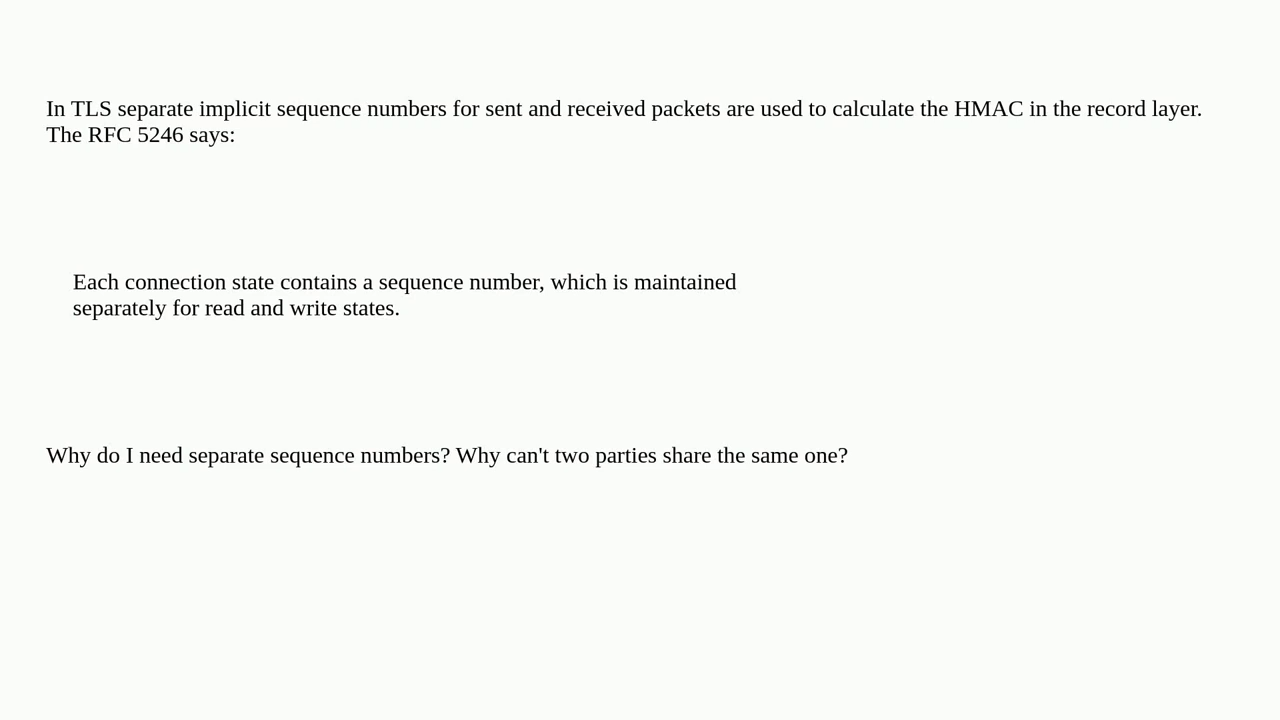 In TLS separate implicit sequence numbers for sent and received packets are used to calculate the HMAC in the record layer.
The RFC 5246 says:
Each connection state contains a sequence number, which is maintained
separately for read and write states.
Why do I need separate sequence numbers? Why can't two parties share the same one?